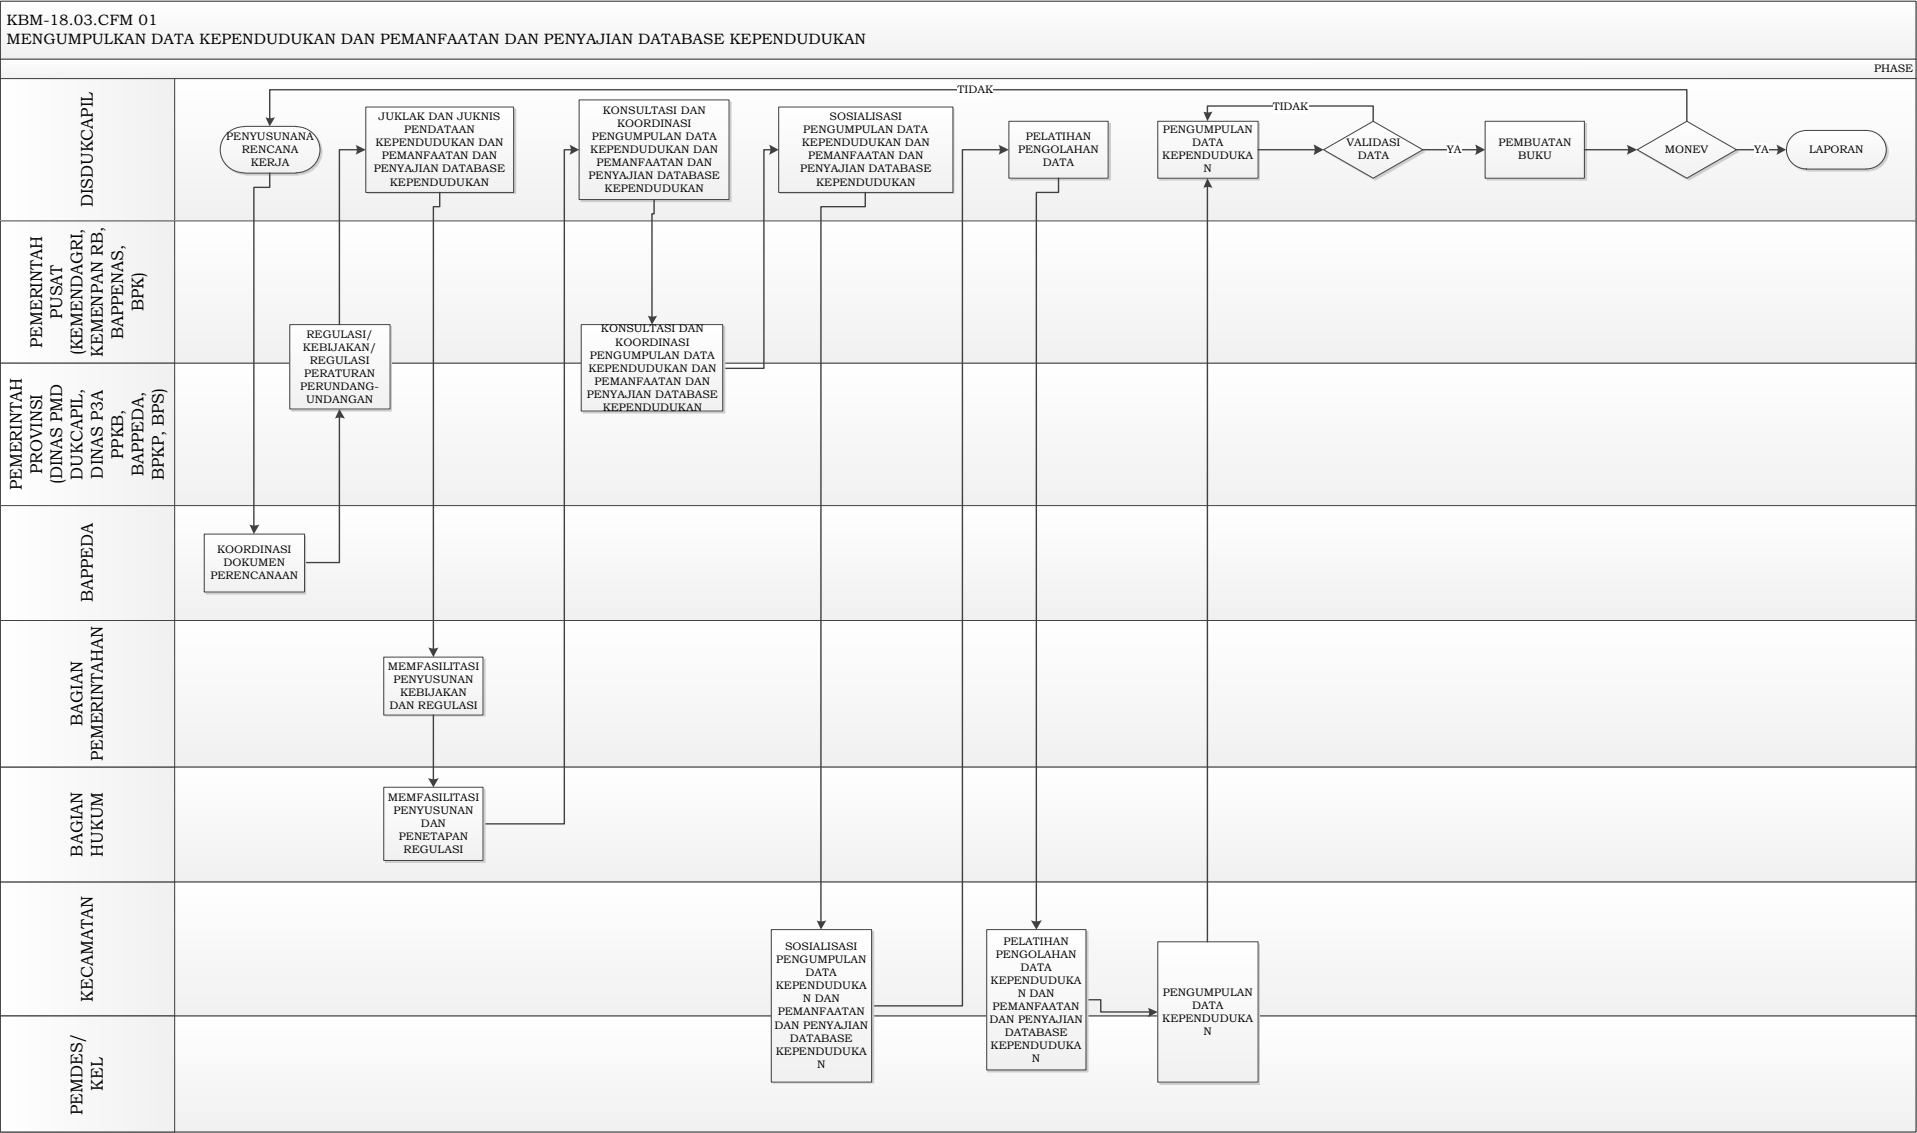 KBM-18.03.CFM 01
MENGUMPULKAN DATA KEPENDUDUKAN DAN PEMANFAATAN DAN PENYAJIAN DATABASE KEPENDUDUKAN
PHASE
DISDUKCAPIL
TIDAK
PENYUSUNANA
RENCANA
KERJA
JUKLAK DAN JUKNIS
PENDATAAN
KEPENDUDUKAN DAN
PEMANFAATAN DAN
PENYAJIAN DATABASE
KEPENDUDUKAN
KONSULTASI DAN
KOORDINASI
PENGUMPULAN DATA
KEPENDUDUKAN DAN
PEMANFAATAN DAN
PENYAJIAN DATABASE
KEPENDUDUKAN
SOSIALISASI
PENGUMPULAN DATA
KEPENDUDUKAN DAN
PEMANFAATAN DAN
PENYAJIAN DATABASE
KEPENDUDUKAN
PELATIHAN
PENGOLAHAN
DATA
TIDAK
PENGUMPULAN
DATA
KEPENDUDUKA
N
VALIDASI
DATA
YA
PEMBUATAN
BUKU
MONEV
YA
LAPORAN
PEMERINTAH
PUSAT
(KEMENDAGRI,
KEMENPAN RB,
BAPPENAS,
BPK)
REGULASI/
KEBIJAKAN/
REGULASI
PERATURAN
PERUNDANG-
UNDANGAN
KONSULTASI DAN
KOORDINASI
PENGUMPULAN DATA
KEPENDUDUKAN DAN
PEMANFAATAN DAN
PENYAJIAN DATABASE
KEPENDUDUKAN
PEMERINTAH
PROVINSI
(DINAS PMD
DUKCAPIL,
DINAS P3A
PPKB,
BAPPEDA,
BPKP, BPS)
BAPPEDA
KOORDINASI
DOKUMEN
PERENCANAAN
BAGIAN
PEMERINTAHAN
MEMFASILITASI
PENYUSUNAN
KEBIJAKAN
DAN REGULASI
BAGIAN
HUKUM
MEMFASILITASI
PENYUSUNAN
DAN
PENETAPAN
REGULASI
KECAMATAN
SOSIALISASI
PENGUMPULAN
DATA
KEPENDUDUKA
N DAN
PEMANFAATAN
DAN PENYAJIAN
DATABASE
KEPENDUDUKA
N
PELATIHAN
PENGOLAHAN
DATA
KEPENDUDUKA
N DAN
PEMANFAATAN
DAN PENYAJIAN
DATABASE
KEPENDUDUKA
N
PENGUMPULAN
DATA
KEPENDUDUKA
N
PEMDES/
KEL